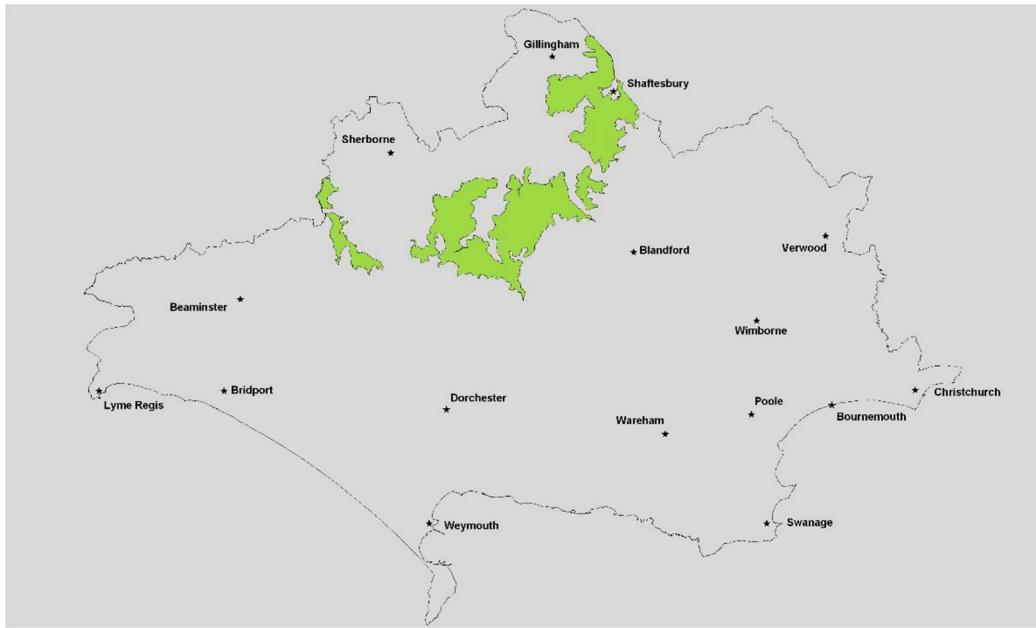 Gillingham
Shaftesbury
Sherborne
Verwood
Blandford
Beaminster
Wimborne
Bridport
Christchurch
Lyme Regis
Dorchester
Poole
Bournemouth
Wareham
Weymouth
Swanage